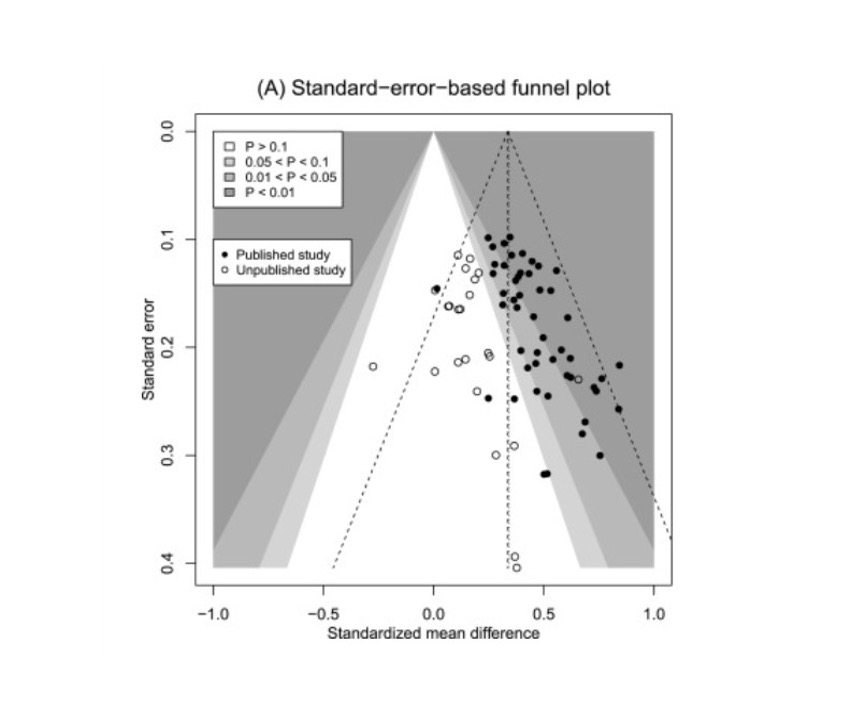 (A) Standard−error−based funnel plot
0.0
P > 0.1
0.05 < P < 0.1
0.01 < P < 0.05
P < 0.01
0.1
Published study
Unpublished study
Standard error
0.2
0.3
0.4
−1.0 −0.5 0.0 0.5 1.0
Standardized mean difference